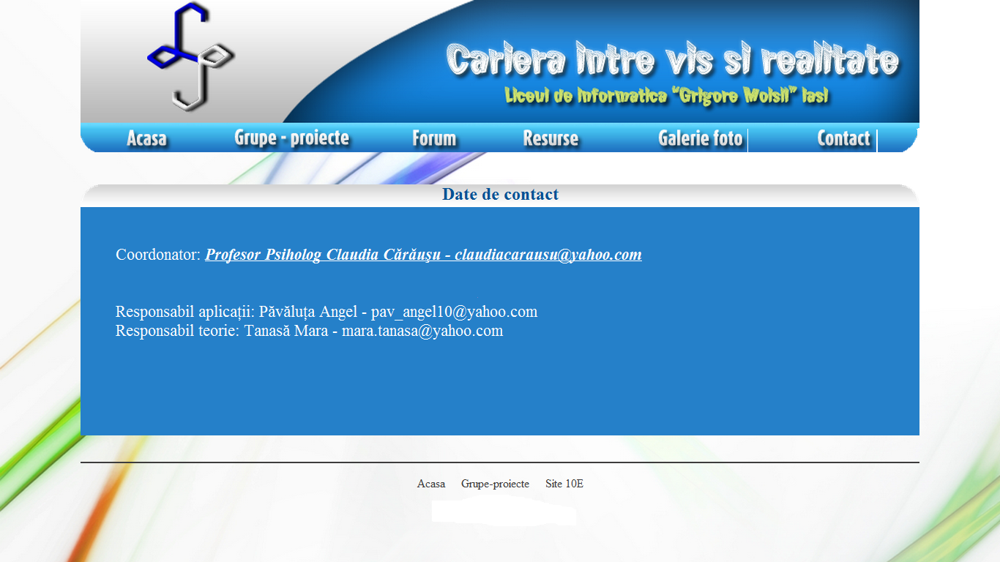 Cariera intre vis si realitate
Liceul de Informatica "Grigore Moisil" Iasi
Acasa Grupe - proiecte Forum Resurse Galerie foto Contact
Date de contact
Coordonator: Profesor Psiholog Claudia Cărăuşu - claudiacarausu@yahoo.com
Responsabil aplicații: Păvăluța Angel - pav_angel10@yahoo.com
Responsabil teorie: Tanasă Mara - mara.tanasa@yahoo.com
Acasa Grupe-proiecte Site 10E